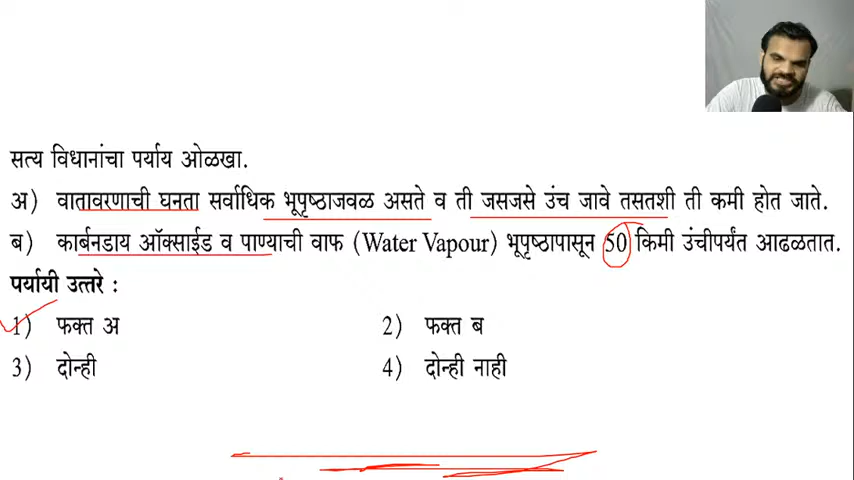 सत्य विधानांचा पर्याय ओळखा.
अ) वातावरणाची घनता सर्वाधिक भूपृष्ठाजवळ असते व ती जसजसे उंच जावे तसतशी ती कमी होत जाते.
ब) कार्बनडाय ऑक्साईड व पाण्याची वाफ (Water Vapour) भूपृष्ठापासून 50 किमी उंचीपर्यंत आढळतात.
पर्यायी उत्तरे :
1) फक्त अ 2) फक्त ब
3) दोन्ही 4) दोन्ही नाही